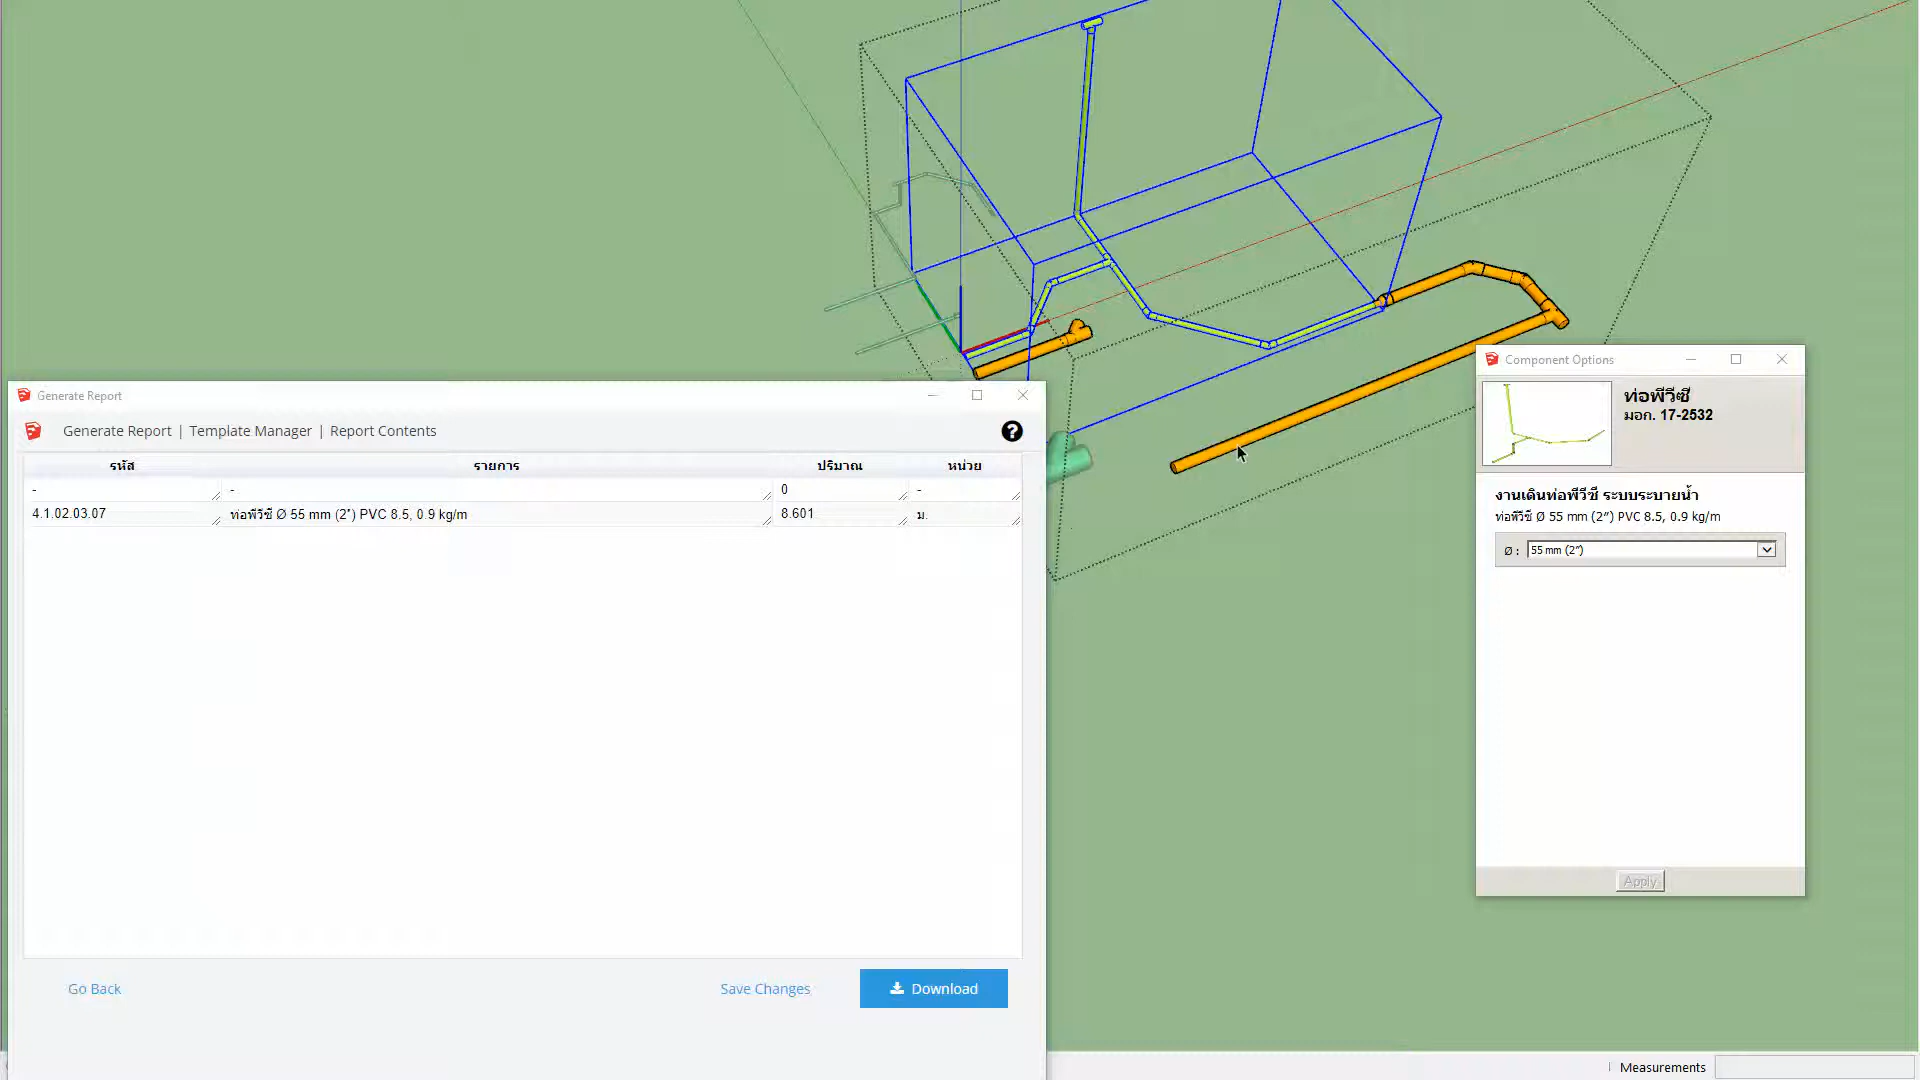 Generate Report
Generate Report | Template Manager | Report Contents
?
รหัส รายการ ปริมาณ หน่วย
- - 0 -
4.1.02.03.07 ท่อพีวีซี Ø 55 mm (2") PVC 8.5, 0.9 kg/m 8.601 ม.
Go Back Save Changes Download
Component Options
ท่อพีวีซี
มอก. 17-2532
งานเดินท่อพีวีซี ระบบระบายน้ำ
ท่อพีวีซี Ø 55 mm (2") PVC 8.5, 0.9 kg/m
Ø : 55 mm (2")
Apply
Measurements